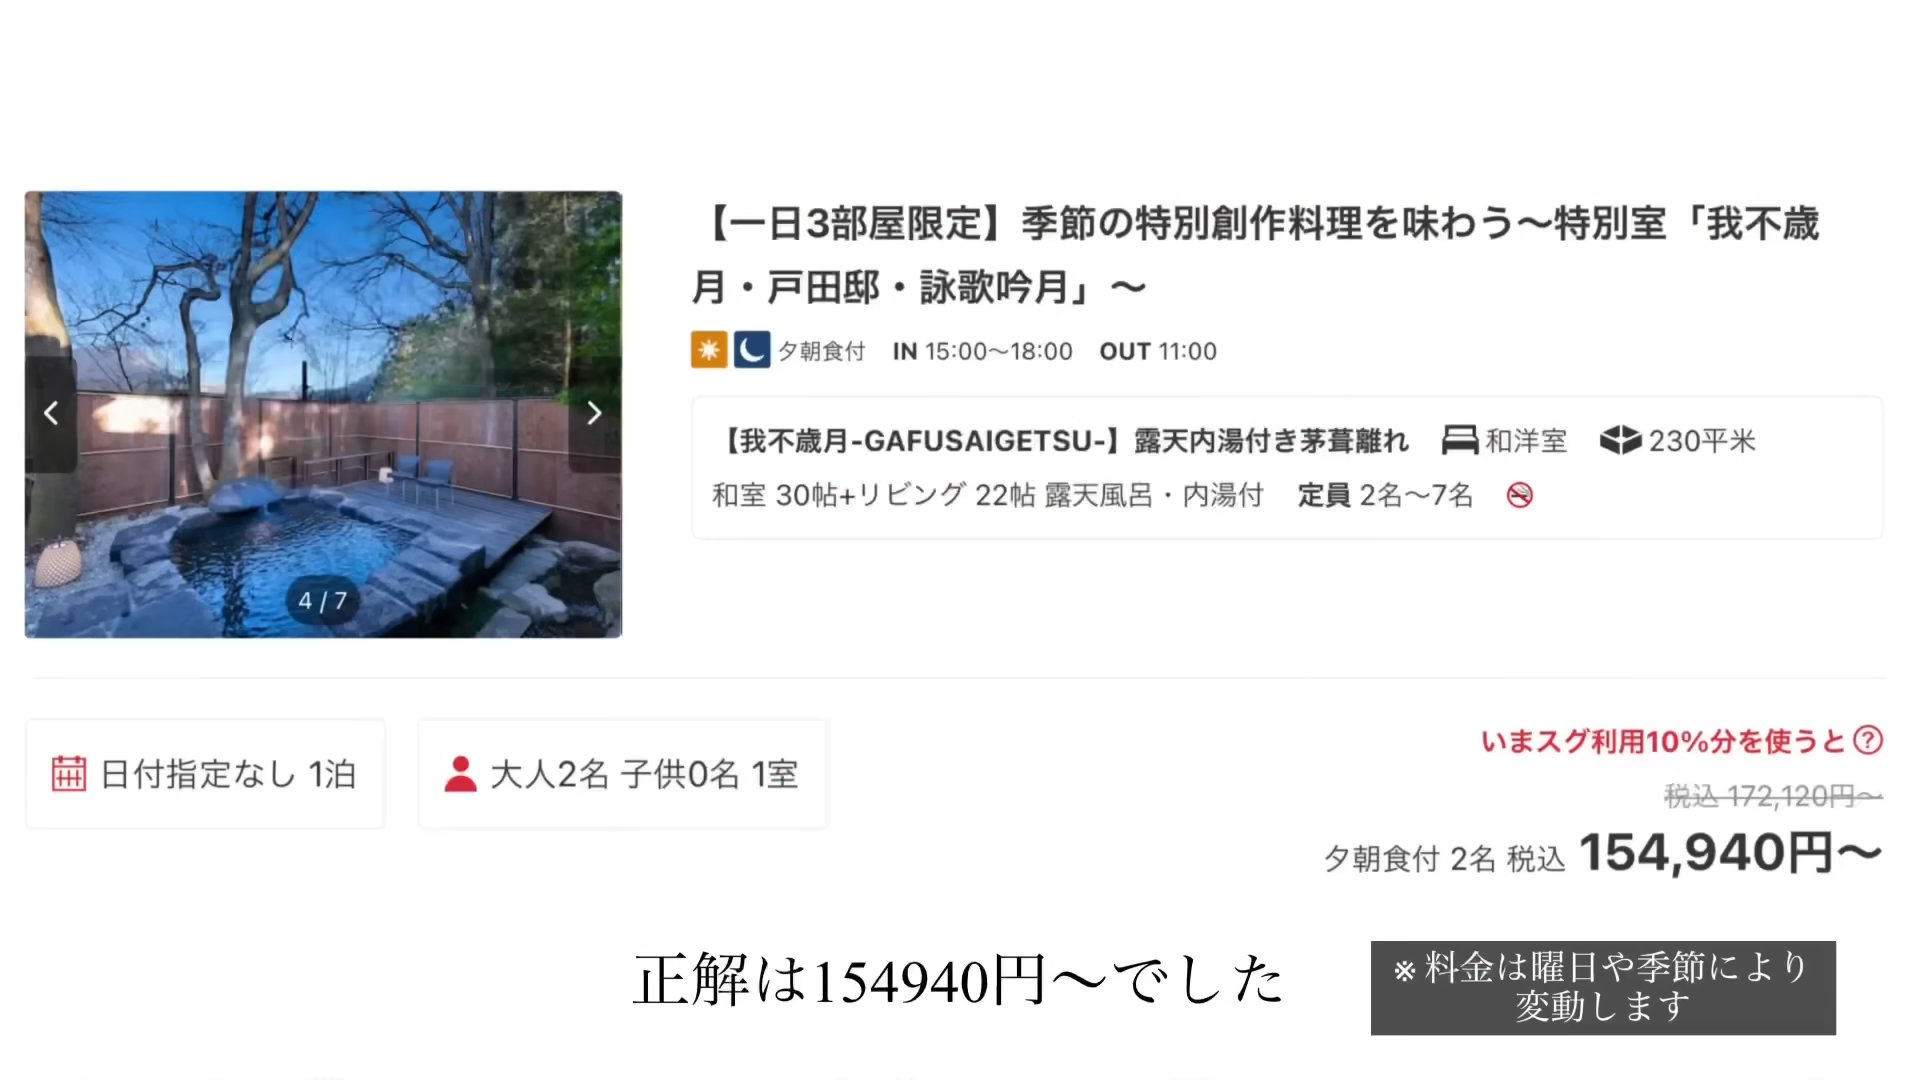 【一日3部屋限定】季節の特別創作料理を味わう〜特別室「我不歳
月・戸田邸・詠歌吟月」〜
夕朝食付 IN 15:00〜18:00 OUT 11:00
【我不歳月-GAFUSAIGETSU-】露天内湯付き茅葺離れ 和洋室 230平米
和室 30帖+リビング 22帖 露天風呂・内湯付 定員 2名〜7名
4 / 7
日付指定なし 1泊
大人2名 子供0名 1室
いまスグ利用10%分を使うと?
税込 172,120円〜
夕朝食付 2名 税込 154,940円〜
正解は154940円〜でした
※料金は曜日や季節により
変動します